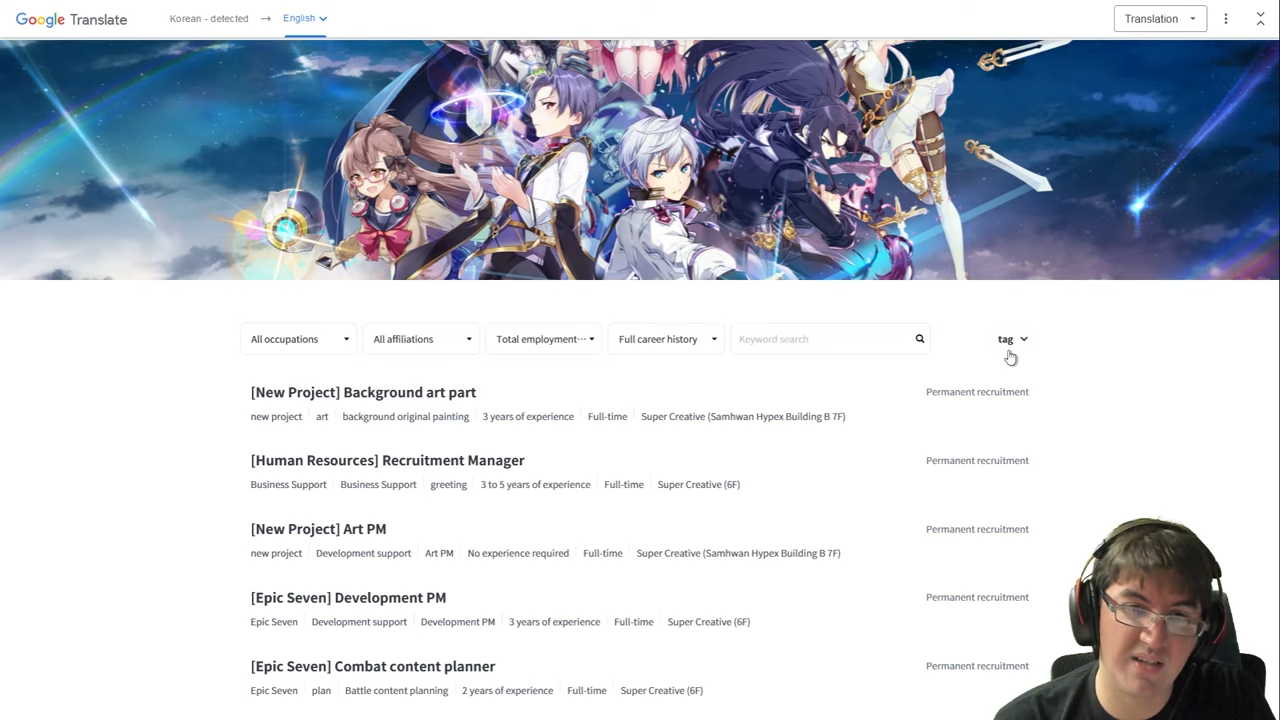 Google Translate Korean - detected → English Translation
All occupations All affiliations Total employment··· Full career history Keyword search tag
[New Project] Background art part Permanent recruitment
new project art background original painting 3 years of experience Full-time Super Creative (Samhwan Hypex Building B 7F)
[Human Resources] Recruitment Manager Permanent recruitment
Business Support Business Support greeting 3 to 5 years of experience Full-time Super Creative (6F)
[New Project] Art PM Permanent recruitment
new project Development support Art PM No experience required Full-time Super Creative (Samhwan Hypex Building B 7F)
[Epic Seven] Development PM Permanent recruitment
Epic Seven Development support Development PM 3 years of experience Full-time Super Creative (6F)
[Epic Seven] Combat content planner Permanent recruitment
Epic Seven plan Battle content planning 2 years of experience Full-time Super Creative (6F)